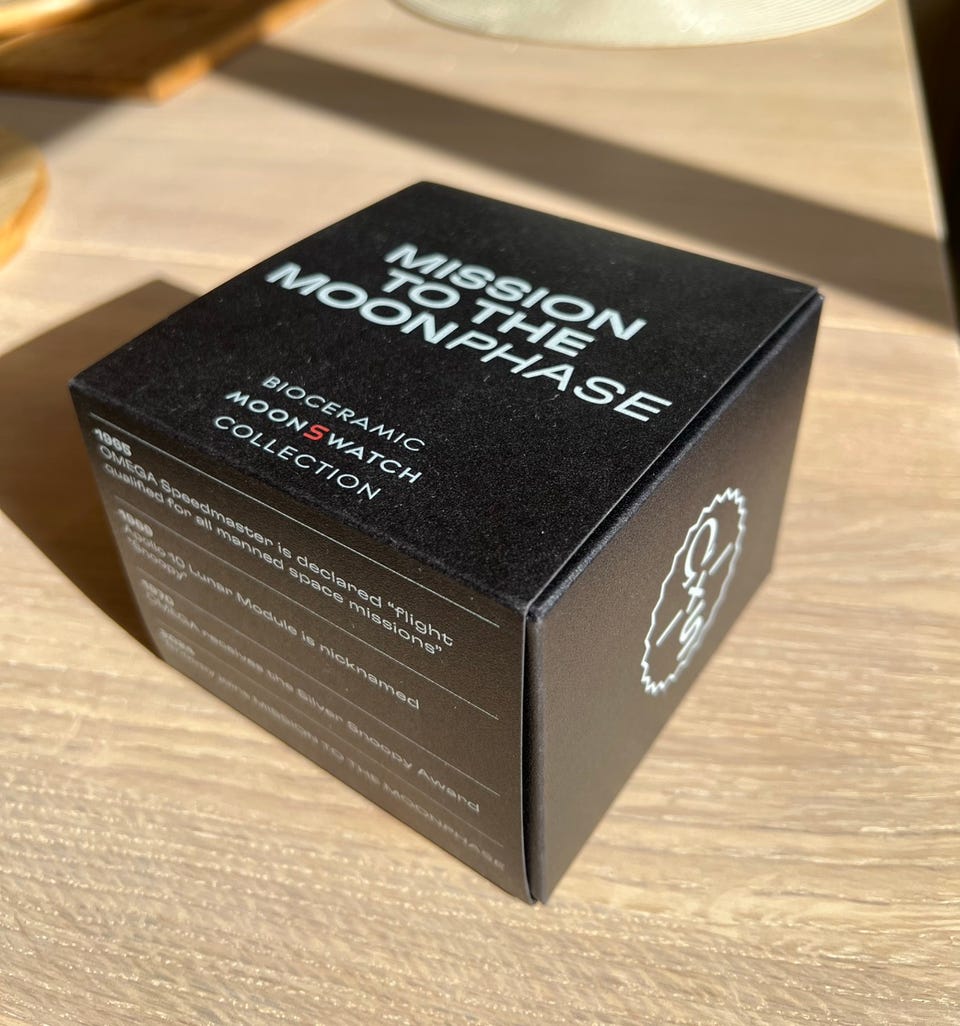 MISSION
TO THE
MOONPHASE
BIOCERAMIC
MOONSWATCH
COLLECTION
1965
OMEGA Speedmaster is declared “flight
qualified for all manned space missions”
1969
Apollo 10 Lunar Module is nicknamed
“Snoopy”
1970
OMEGA receives the Silver Snoopy Award
2024
Snoopy joins MISSION TO THE MOONPHASE